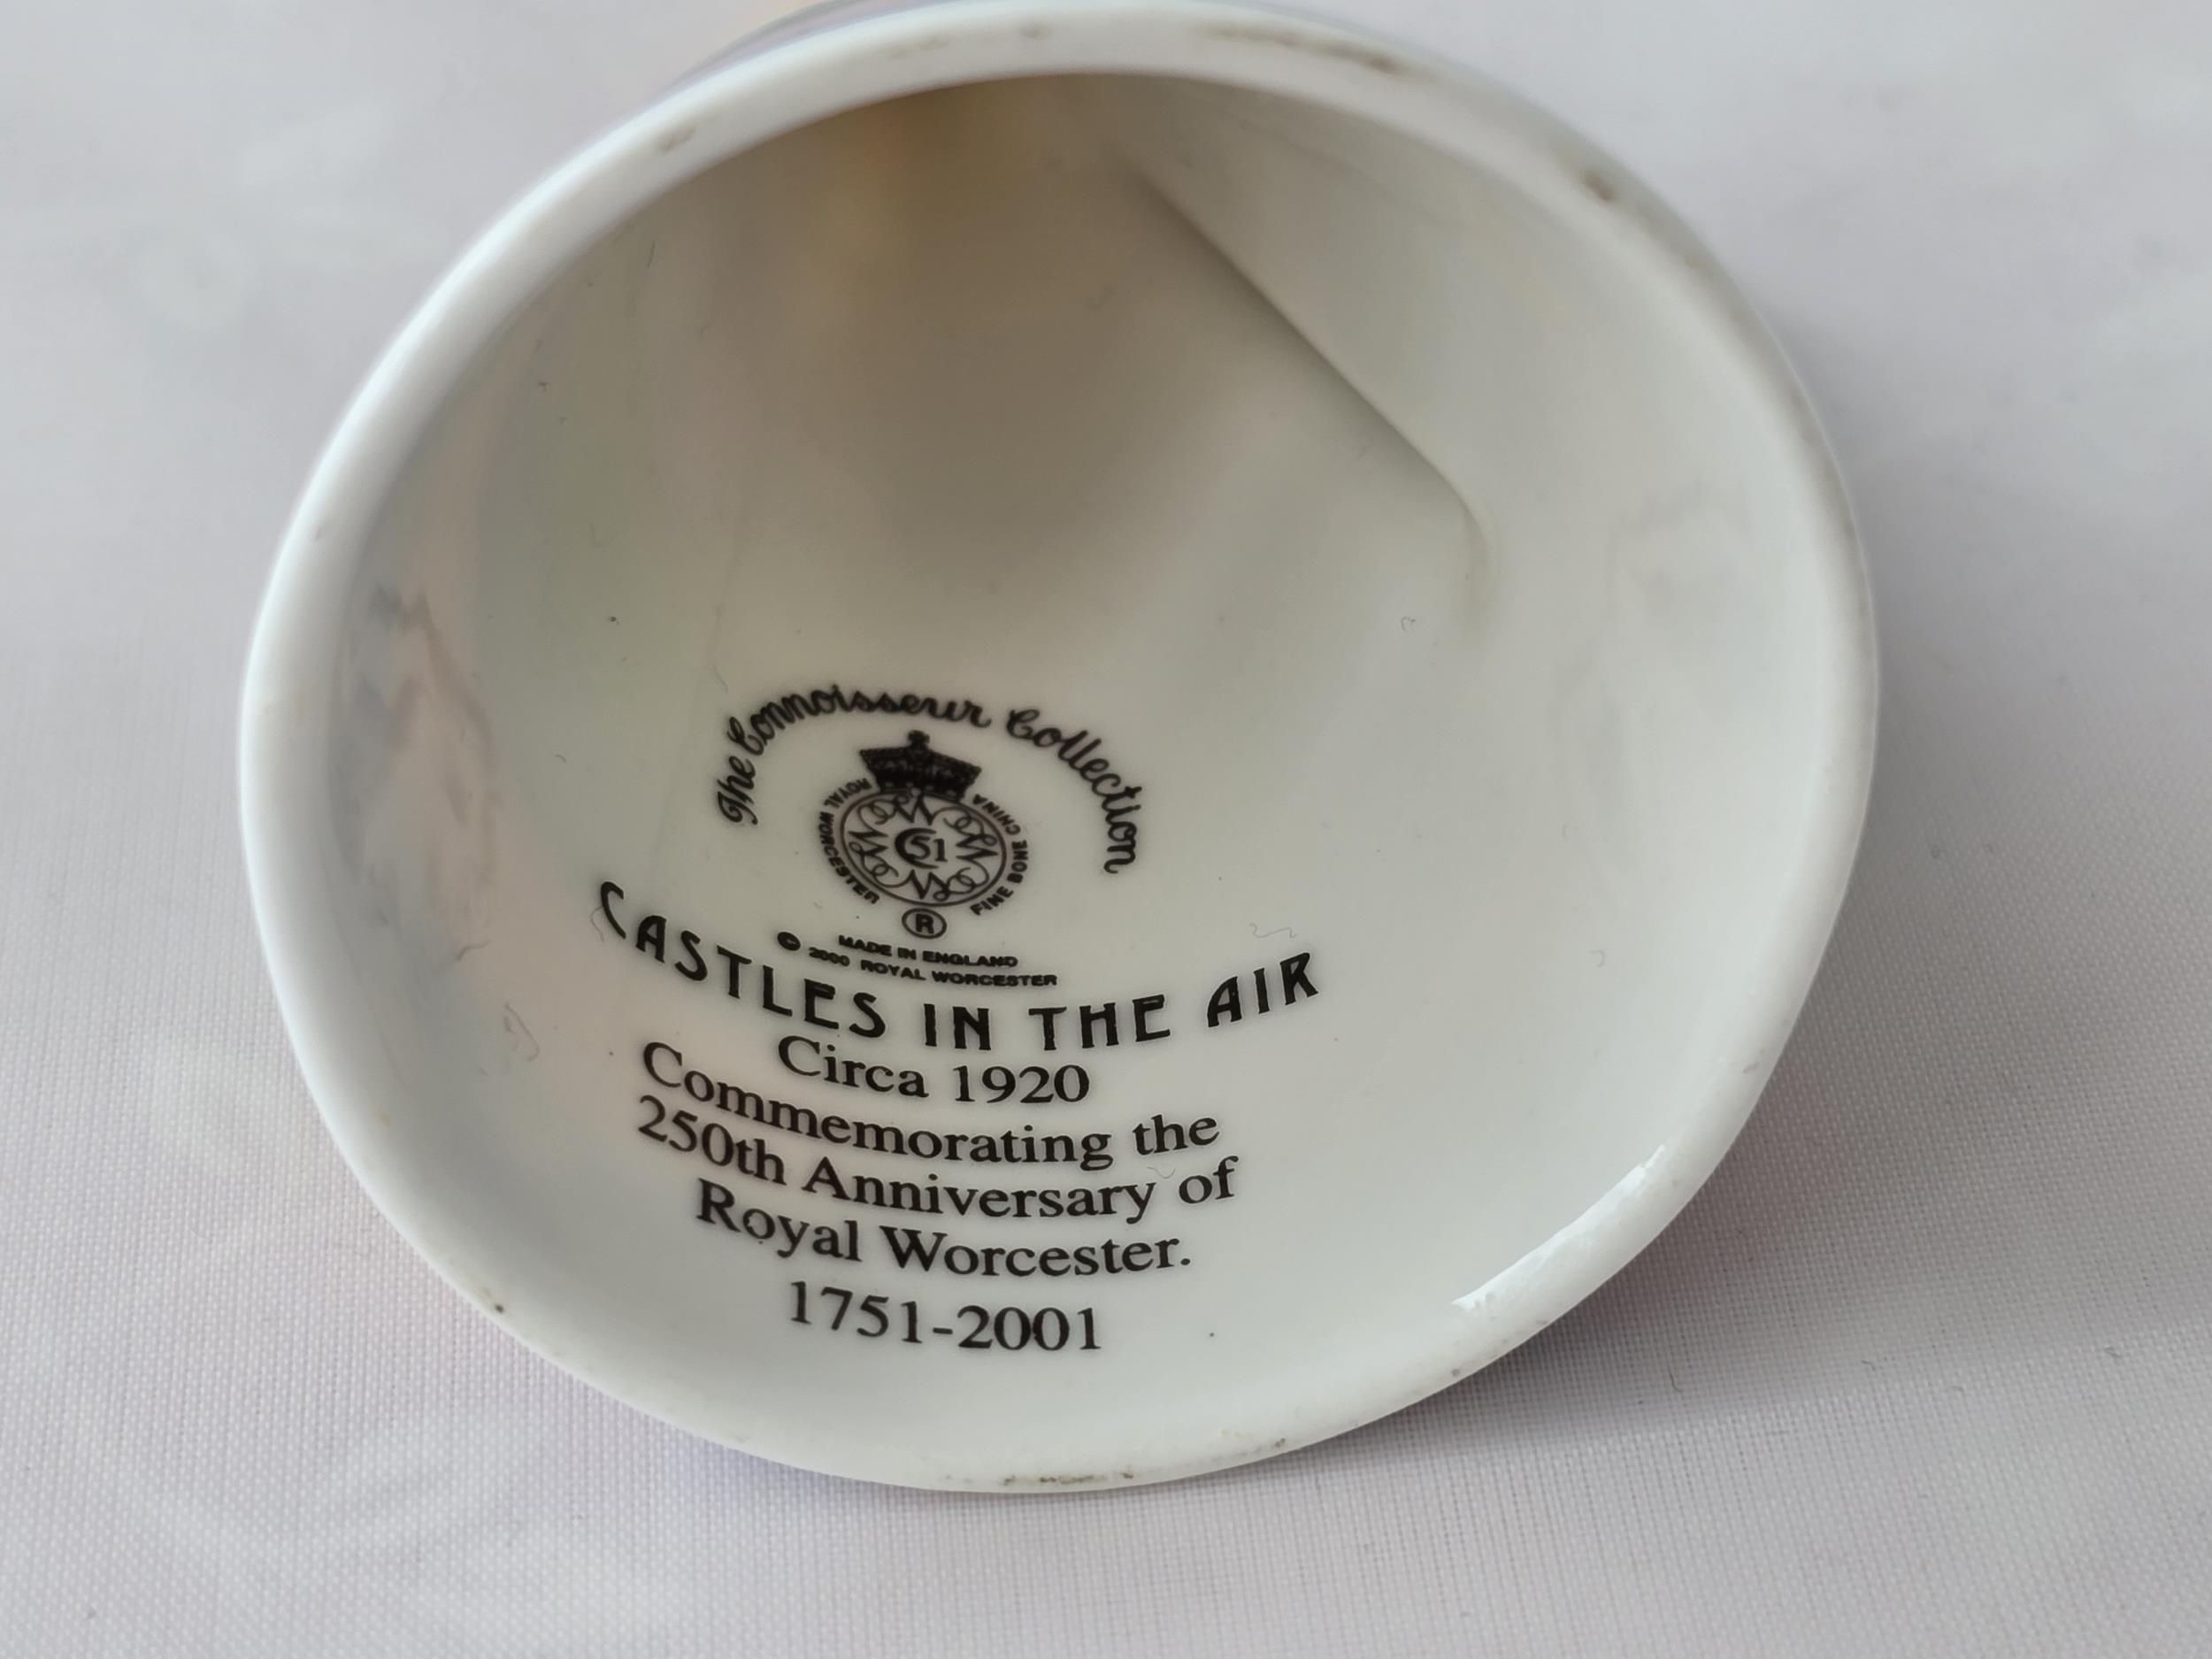 The Connoisseur Collection
ROYAL WORCESTER
FINE BONE CHINA
51
®
MADE IN ENGLAND
© 2000 ROYAL WORCESTER
CASTLES IN THE AIR
Circa 1920
Commemorating the
250th Anniversary of
Royal Worcester.
1751-2001